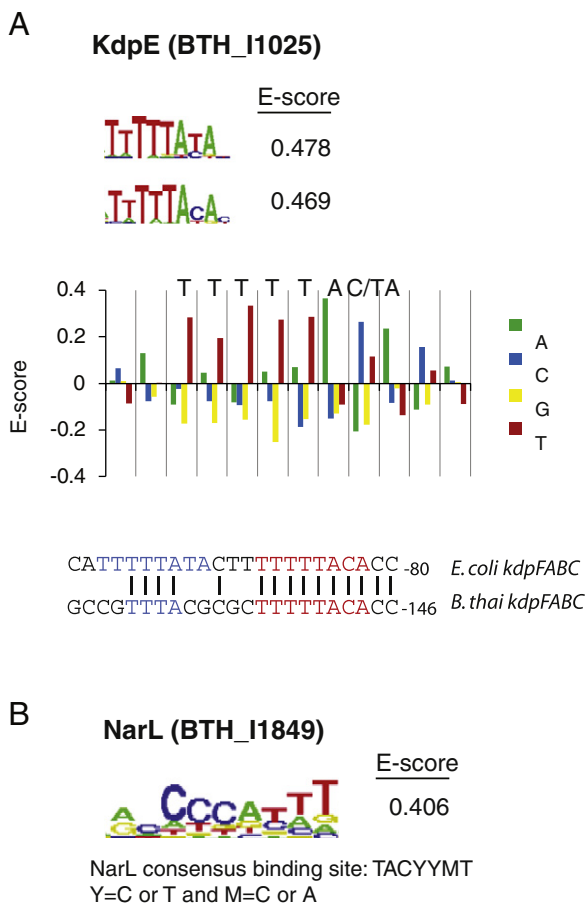 A
KdpE (BTH_I1025)
E-score
TTTTTATA
0.478
TTTTTACA
0.469
T T T T T A C/T A
0.4
0.2
0
-0.2
-0.4
E-score
A
C
G
T
CATTTTTATACTTTTTTTACACC -80 E. coli kdpFABC
GCCGTTTACGCGCTTTTTACACC -146 B. thai kdpFABC
B
NarL (BTH_I1849)
E-score
0.406
NarL consensus binding site: TACYYMT
Y=C or T and M=C or A